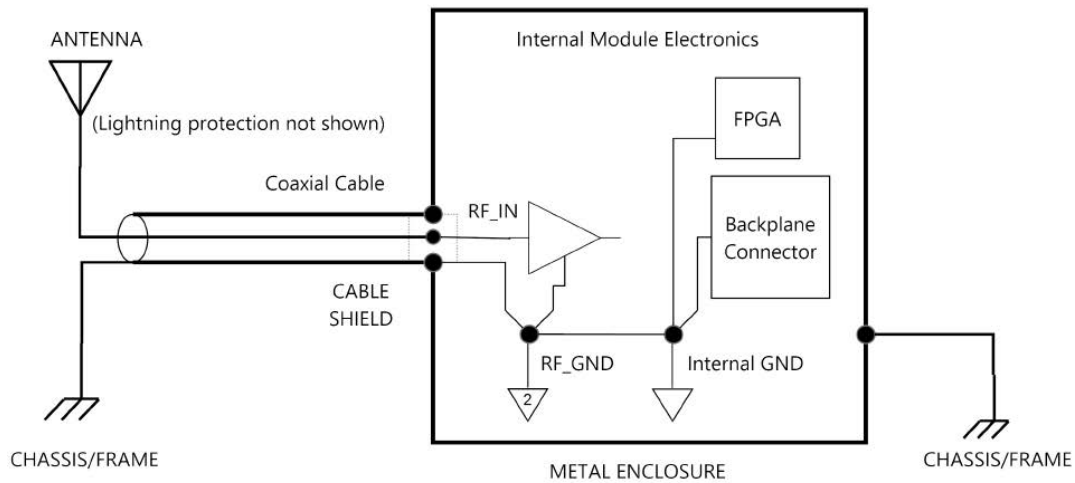 ANTENNA
(Lightning protection not shown)
Coaxial Cable
CABLE
SHIELD
CHASSIS/FRAME
Internal Module Electronics
FPGA
RF_IN
Backplane
Connector
RF_GND
Internal GND
2
METAL ENCLOSURE
CHASSIS/FRAME